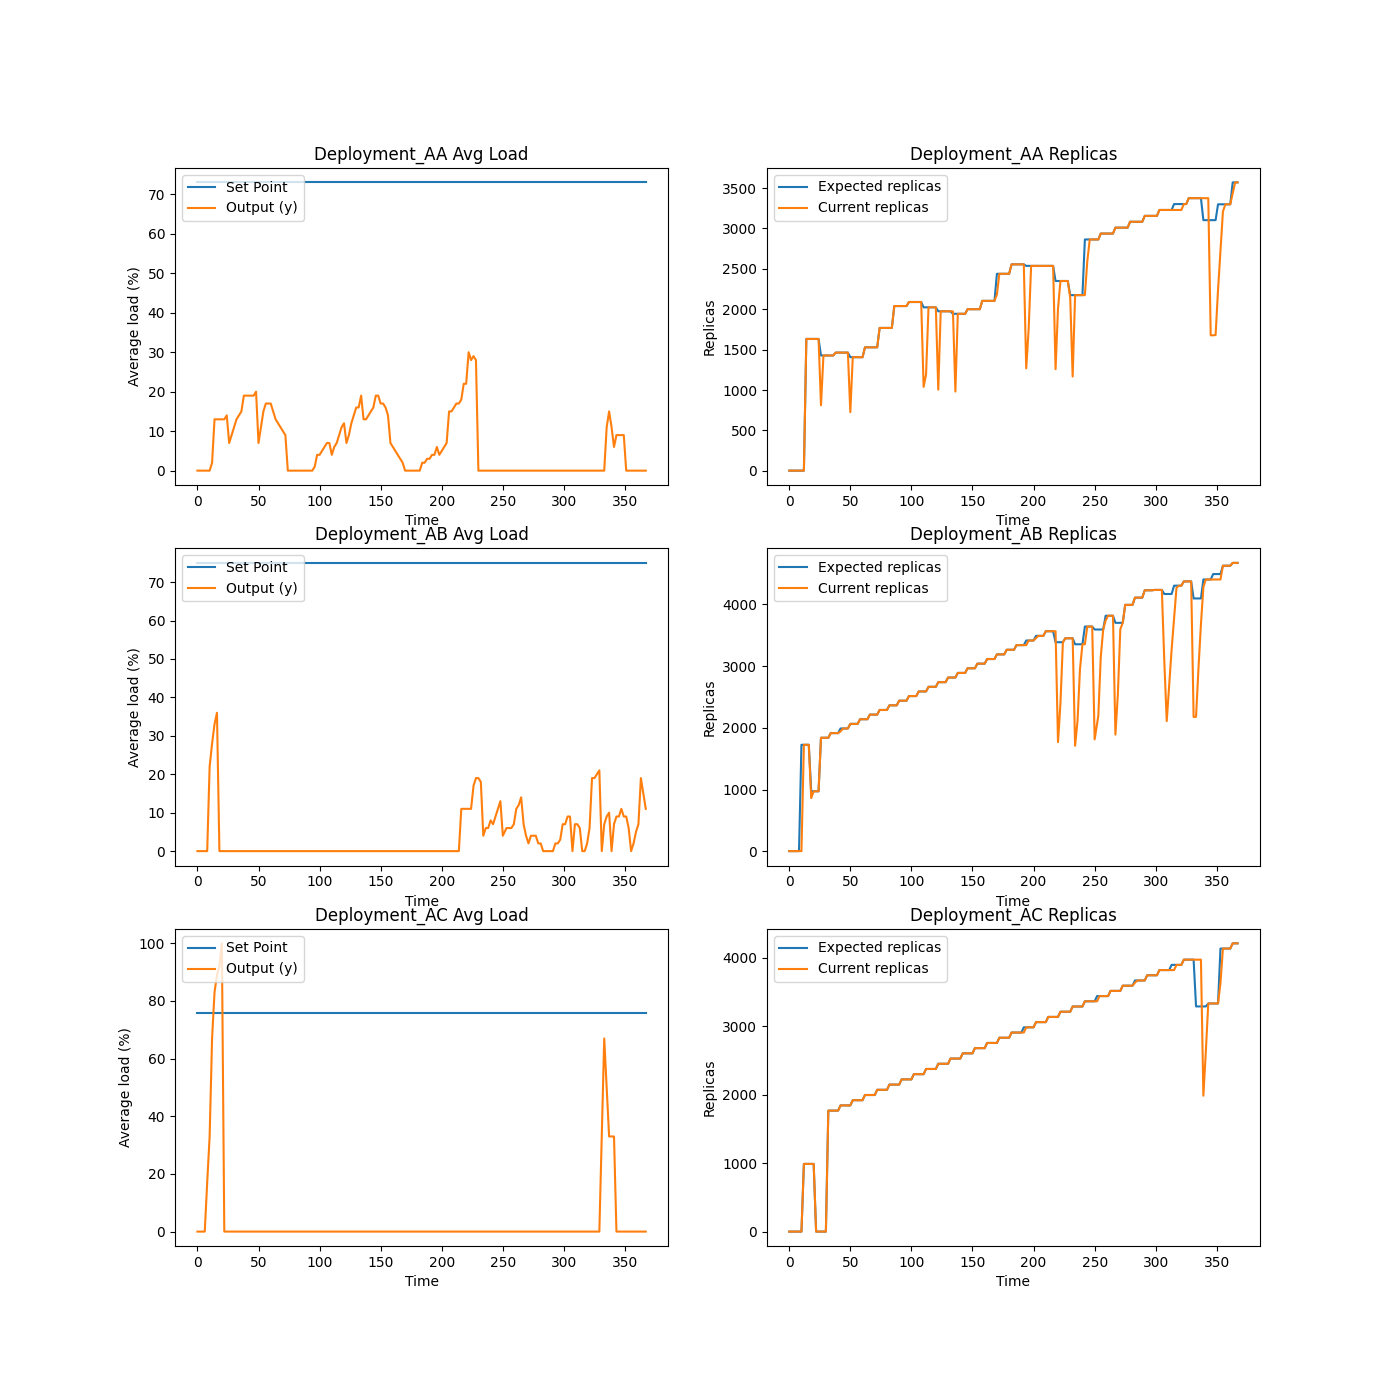 Deployment_AA Avg Load
Average load (%)
70
60
50
40
30
20
10
0
Set Point
Output (y)
0 50 100 150 200 250 300 350
Time
Deployment_AA Replicas
Replicas
3500
3000
2500
2000
1500
1000
500
0
Expected replicas
Current replicas
0 50 100 150 200 250 300 350
Time
Deployment_AB Avg Load
Average load (%)
70
60
50
40
30
20
10
0
Set Point
Output (y)
0 50 100 150 200 250 300 350
Time
Deployment_AB Replicas
Replicas
4000
3000
2000
1000
0
Expected replicas
Current replicas
0 50 100 150 200 250 300 350
Time
Deployment_AC Avg Load
Average load (%)
100
80
60
40
20
0
Set Point
Output (y)
0 50 100 150 200 250 300 350
Time
Deployment_AC Replicas
Replicas
4000
3000
2000
1000
0
Expected replicas
Current replicas
0 50 100 150 200 250 300 350
Time